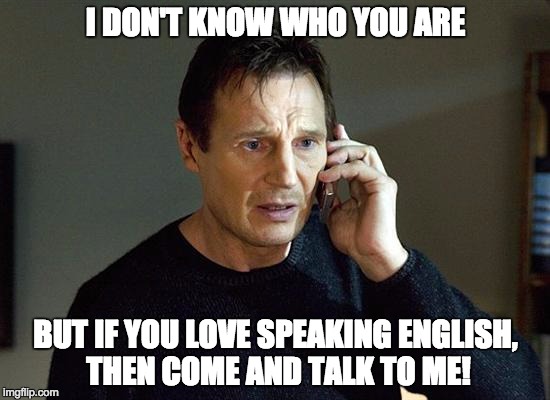 I DON'T KNOW WHO YOU ARE
BUT IF YOU LOVE SPEAKING ENGLISH,
THEN COME AND TALK TO ME!
imgflip.com